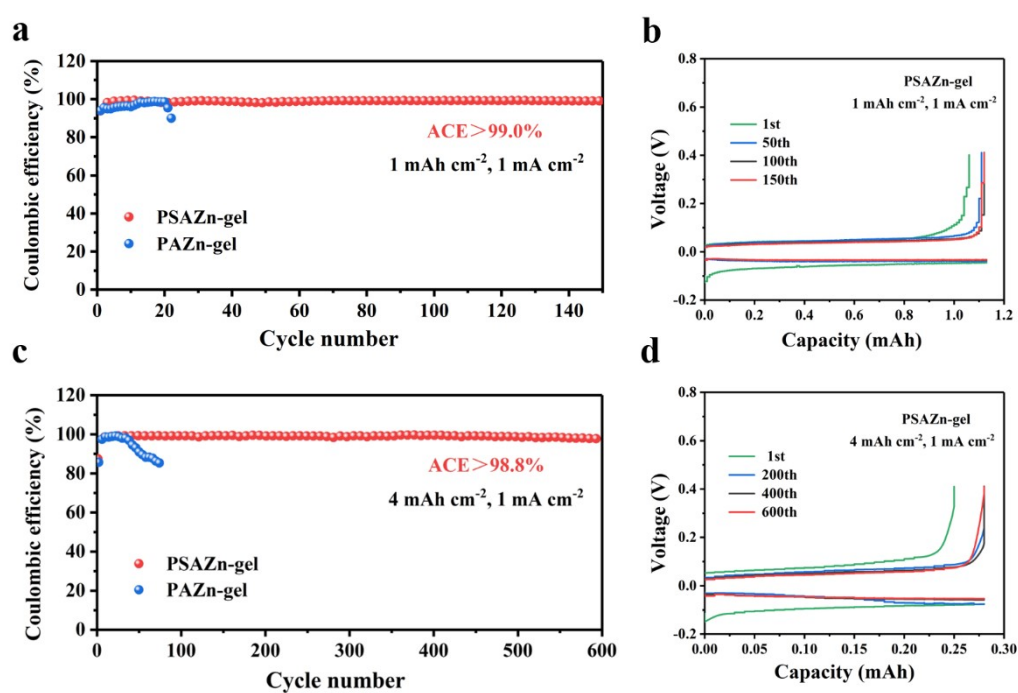 a
Coulombic efficiency (%)
120
100
80
60
40
20
0
ACE＞99.0%
1 mAh cm⁻², 1 mA cm⁻²
PSAZn-gel
PAZn-gel
0 20 40 60 80 100 120 140
Cycle number
b
Voltage (V)
0.8
0.6
0.4
0.2
0.0
-0.2
PSAZn-gel
1 mAh cm⁻², 1 mA cm⁻²
1st
50th
100th
150th
0.0 0.2 0.4 0.6 0.8 1.0 1.2
Capacity (mAh)
c
Coulombic efficiency (%)
120
100
80
60
40
20
0
ACE＞98.8%
4 mAh cm⁻², 1 mA cm⁻²
PSAZn-gel
PAZn-gel
0 100 200 300 400 500 600
Cycle number
d
Voltage (V)
0.8
0.6
0.4
0.2
0.0
-0.2
PSAZn-gel
4 mAh cm⁻², 1 mA cm⁻²
1st
200th
400th
600th
0.00 0.05 0.10 0.15 0.20 0.25 0.30
Capacity (mAh)